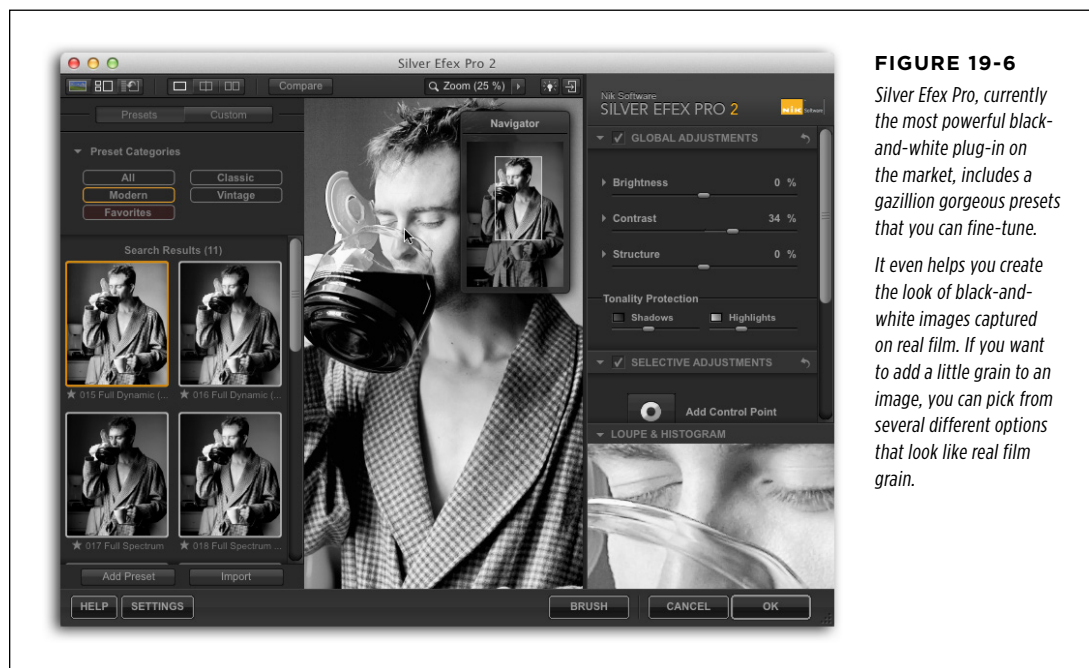 Silver Efex Pro 2
Compare
Zoom (25 %)
Presets
Custom
Preset Categories
All
Classic
Modern
Vintage
Favorites
Search Results (11)
015 Full Dynamic (...
016 Full Dynamic (...
017 Full Spectrum
018 Full Spectrum ...
Add Preset
Import
HELP
SETTINGS
Navigator
Nik Software
SILVER EFEX PRO 2
nik Software
GLOBAL ADJUSTMENTS
Brightness 0 %
Contrast 34 %
Structure 0 %
Tonality Protection
Shadows
Highlights
SELECTIVE ADJUSTMENTS
Add Control Point
LOUPE & HISTOGRAM
BRUSH
CANCEL
OK
FIGURE 19-6
Silver Efex Pro, currently
the most powerful black-
and-white plug-in on
the market, includes a
gazillion gorgeous presets
that you can fine-tune.
It even helps you create
the look of black-and-
white images captured
on real film. If you want
to add a little grain to an
image, you can pick from
several different options
that look like real film
grain.